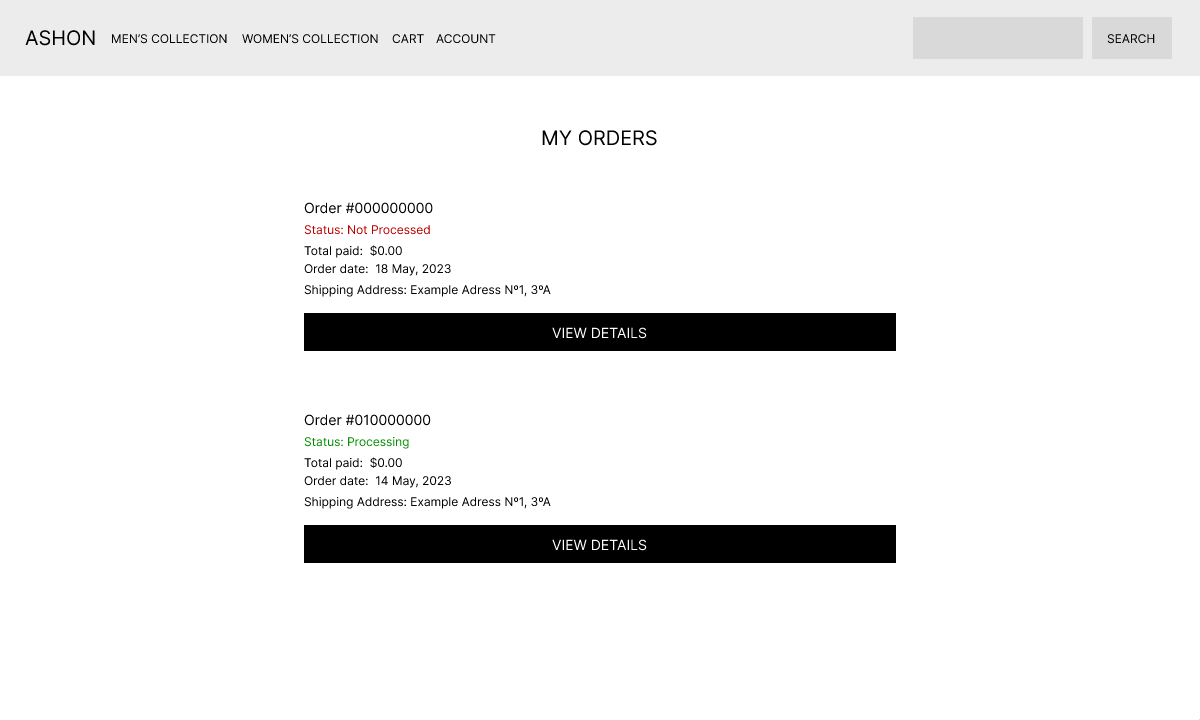 ASHON MEN'S COLLECTION WOMEN'S COLLECTION CART ACCOUNT SEARCH
MY ORDERS
Order #000000000
Status: Not Processed
Total paid: $0.00
Order date: 18 May, 2023
Shipping Address: Example Adress Nº1, 3ºA
VIEW DETAILS
Order #010000000
Status: Processing
Total paid: $0.00
Order date: 14 May, 2023
Shipping Address: Example Adress Nº1, 3ºA
VIEW DETAILS